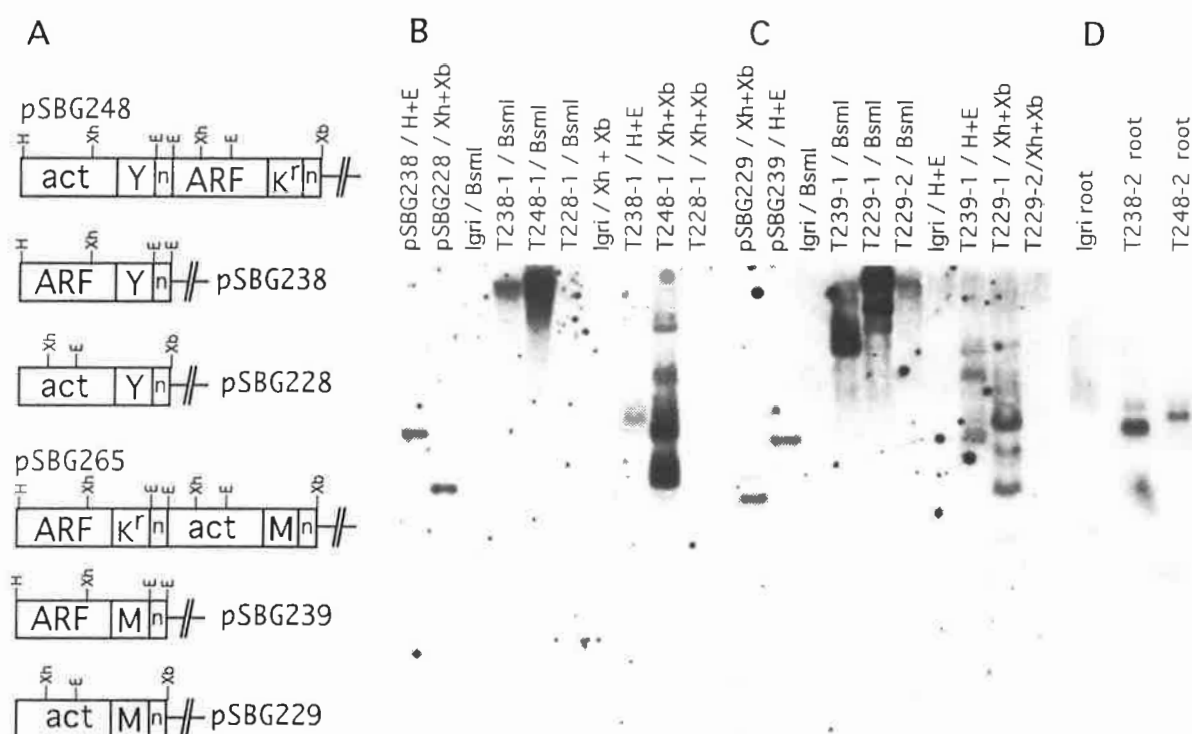 A
B
C
D
pSBG238 / H+E
pSBG228 / Xh+Xb
Igri / BsmI
T238-1 / BsmI
T248-1/ BsmI
T228-1 / BsmI
Igri / Xh + Xb
T238-1 / H+E
T248-1 / Xh+Xb
T228-1 / Xh+Xb
pSBG229 / Xh+Xb
pSBG239 / H+E
Igri / BsmI
T239-1 / BsmI
T229-1 / BsmI
T229-2 / BsmI
Igri / H+E
T239-1 / H+E
T229-1 / Xh+Xb
T229-2/Xh+Xb
Igri root
T238-2 root
T248-2 root
pSBG248
H Xh E E Xh E Xb
act Y n ARF Kr n
H Xh E E
ARF Y n pSBG238
Xh E Xb
act Y n pSBG228
pSBG265
H Xh E E Xh E Xb
ARF Kr n act M n
H Xh E E
ARF M n pSBG239
Xh E Xb
act M n pSBG229